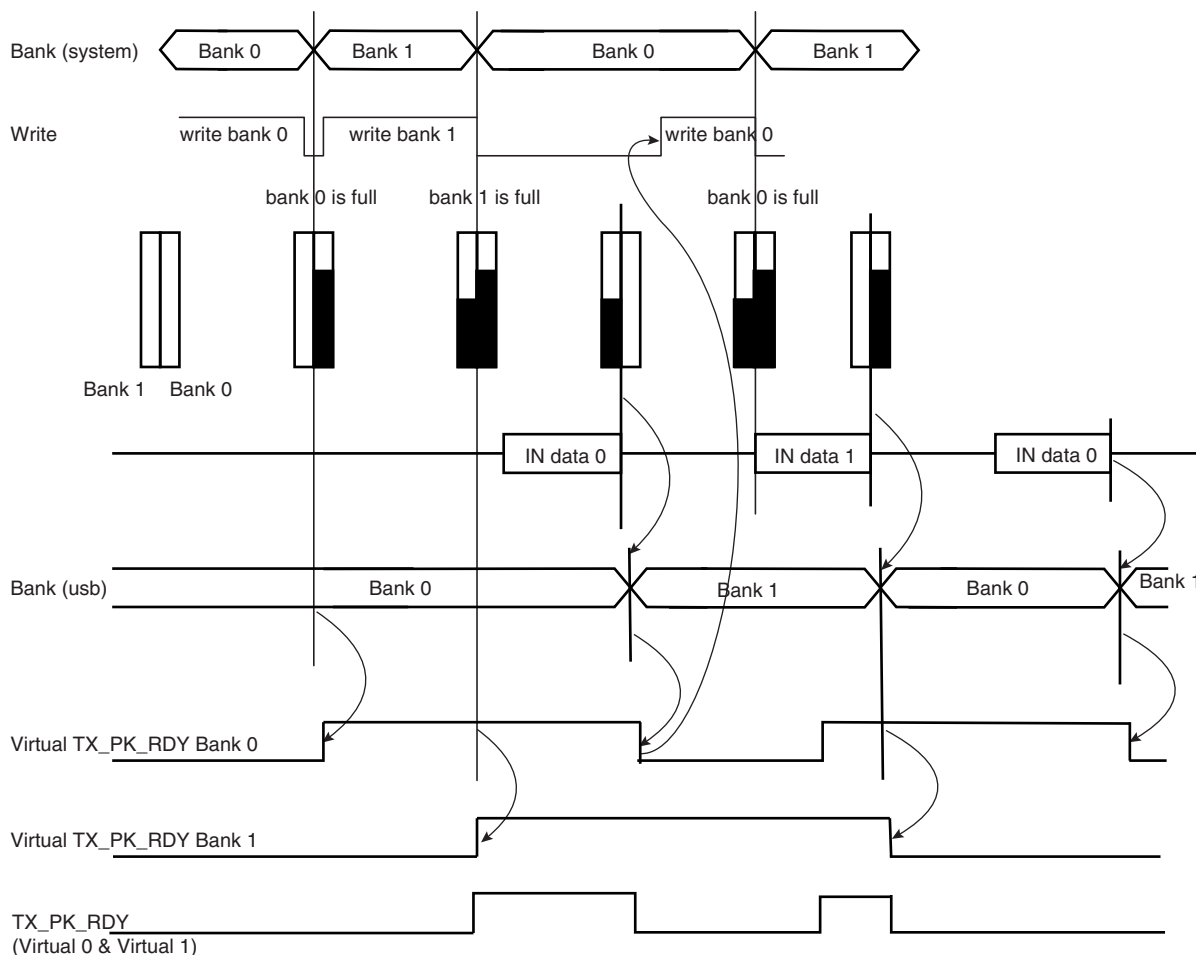 Bank (system)
Bank 0
Bank 1
Bank 0
Bank 1
Write
write bank 0
write bank 1
write bank 0
bank 0 is full
bank 1 is full
bank 0 is full
Bank 1
Bank 0
IN data 0
IN data 1
IN data 0
Bank (usb)
Bank 0
Bank 1
Bank 0
Bank 1
Virtual TX_PK_RDY Bank 0
Virtual TX_PK_RDY Bank 1
TX_PK_RDY
(Virtual 0 & Virtual 1)